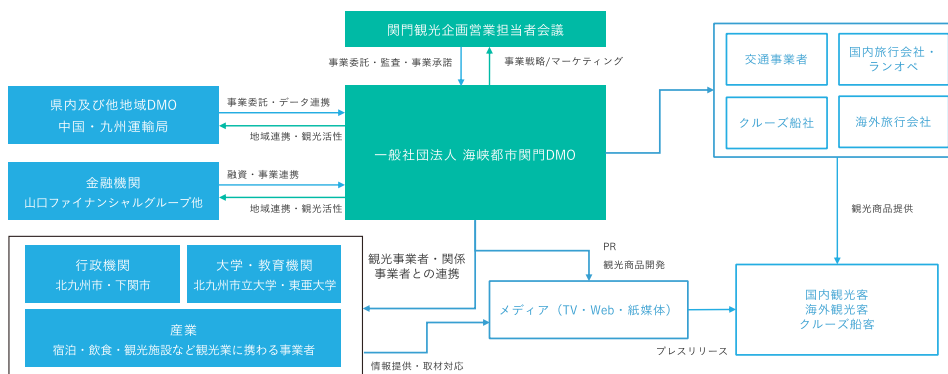 関門観光企画営業担当者会議
事業委託・監査・事業承諾
事業戦略/マーケティング
県内及び他地域DMO
中国・九州運輸局
事業委託・データ連携
地域連携・観光活性
一般社団法人 海峡都市関門DMO
金融機関
山口ファイナンシャルグループ他
融資・事業連携
地域連携・観光活性
交通事業者
国内旅行会社・
ランオペ
クルーズ船社
海外旅行会社
観光商品提供
行政機関
北九州市・下関市
大学・教育機関
北九州市立大学・東亜大学
産業
宿泊・飲食・観光施設など観光業に携わる事業者
観光事業者・関係
事業者との連携
PR
観光商品開発
メディア（TV・Web・紙媒体）
情報提供・取材対応
プレスリリース
国内観光客
海外観光客
クルーズ船客